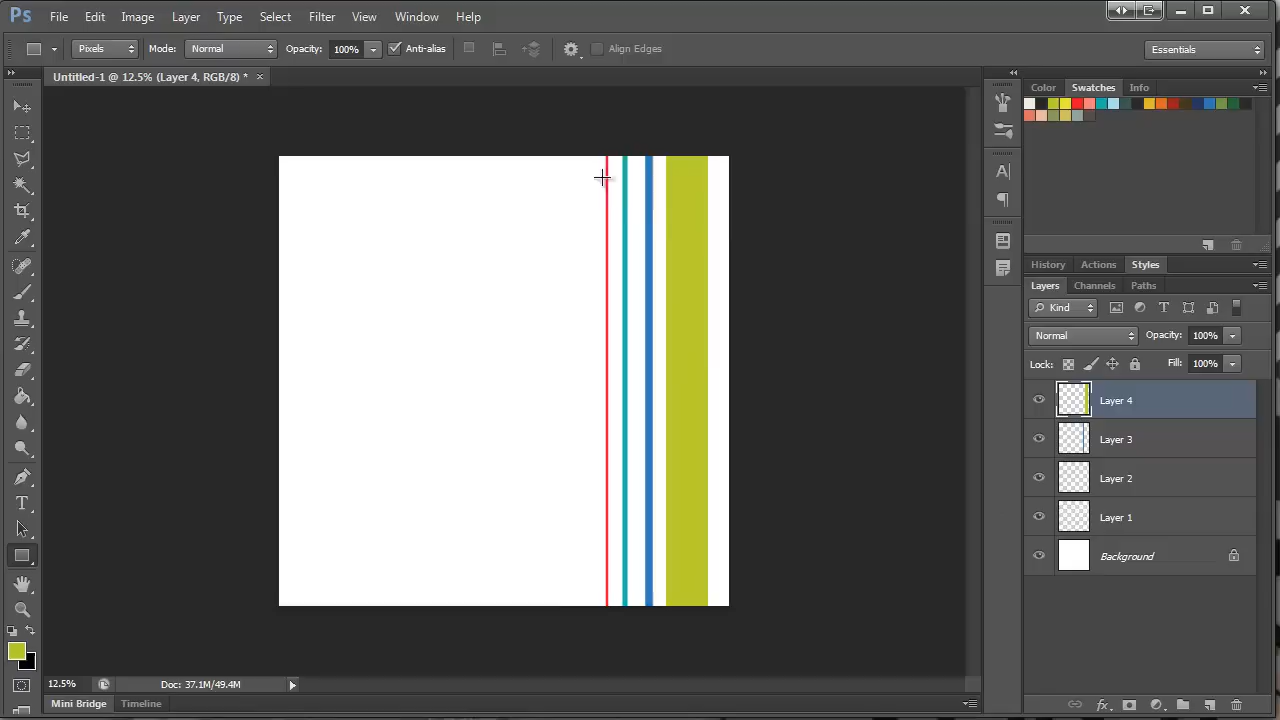 Ps File Edit Image Layer Type Select Filter View Window Help
Pixels Mode: Normal Opacity: 100% Anti-alias Align Edges Essentials
Untitled-1 @ 12.5% (Layer 4, RGB/8) * ×
Color Swatches Info
History Actions Styles
Layers Channels Paths
Kind
Normal Opacity: 100%
Lock: Fill: 100%
Layer 4
Layer 3
Layer 2
Layer 1
Background
12.5% Doc: 37.1M/49.4M
Mini Bridge Timeline